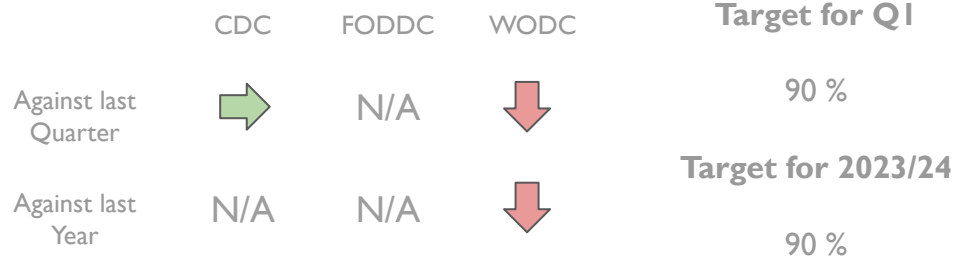 CDC FODDC WODC
Against last
Quarter
N/A
Against last
Year
N/A N/A
Target for Q1
90 %
Target for 2023/24
90 %